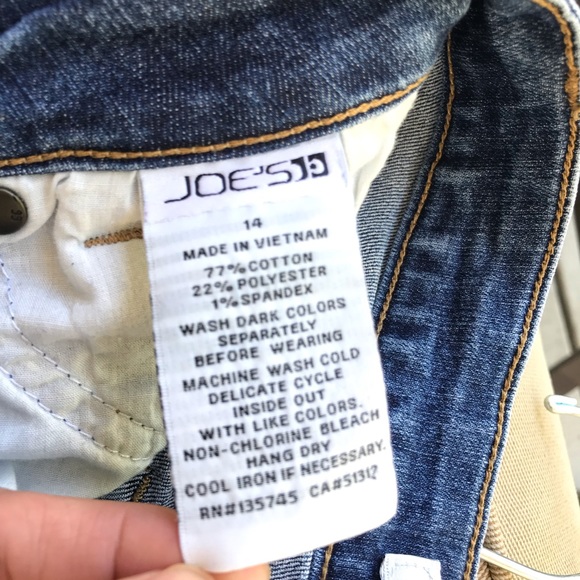 JOE'S
14
MADE IN VIETNAM
77% COTTON
22% POLYESTER
1% SPANDEX
WASH DARK COLORS
SEPARATELY
BEFORE WEARING
MACHINE WASH COLD
DELICATE CYCLE
INSIDE OUT
WITH LIKE COLORS.
NON-CHLORINE BLEACH
HANG DRY
COOL IRON IF NECESSARY.
RN#135745 CA#51312